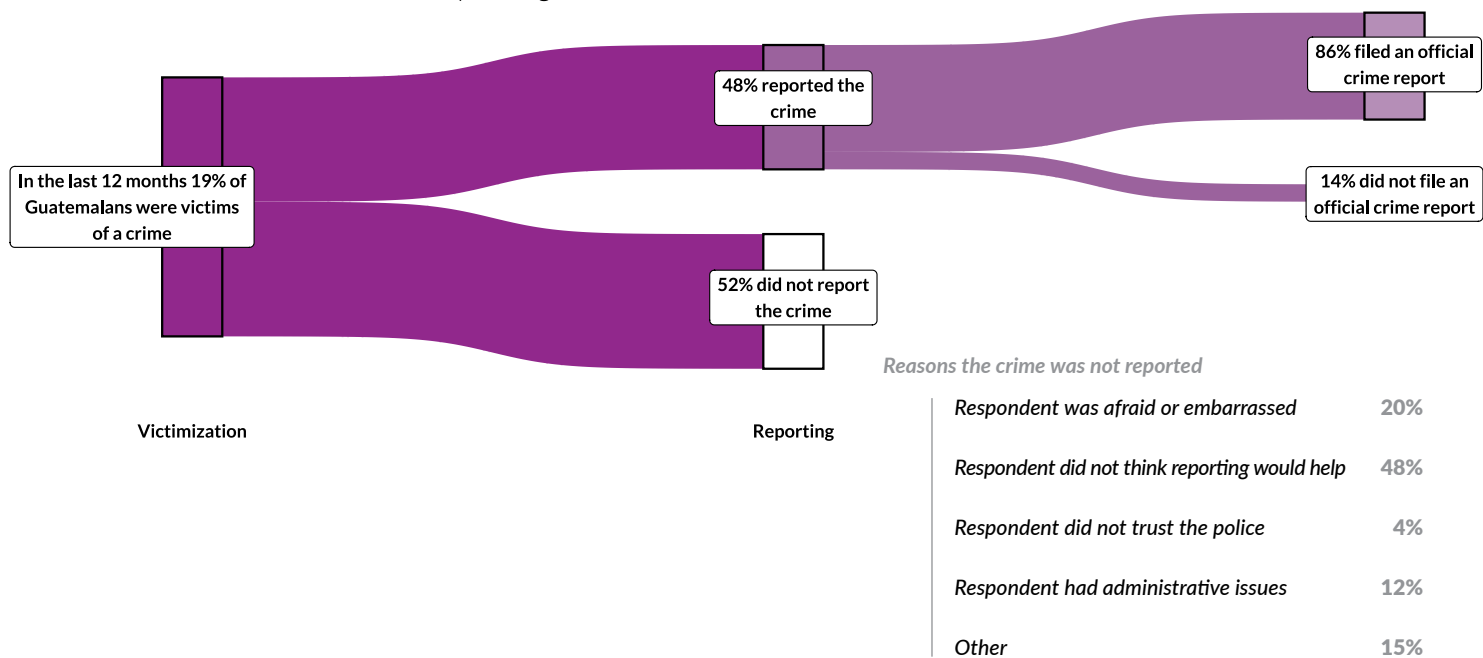 86% filed an official
crime report
48% reported the
crime
In the last 12 months 19% of
Guatemalans were victims
of a crime
14% did not file an
official crime report
52% did not report
the crime
Victimization
Reporting
Reasons the crime was not reported
Respondent was afraid or embarrassed 20%
Respondent did not think reporting would help 48%
Respondent did not trust the police 4%
Respondent had administrative issues 12%
Other 15%